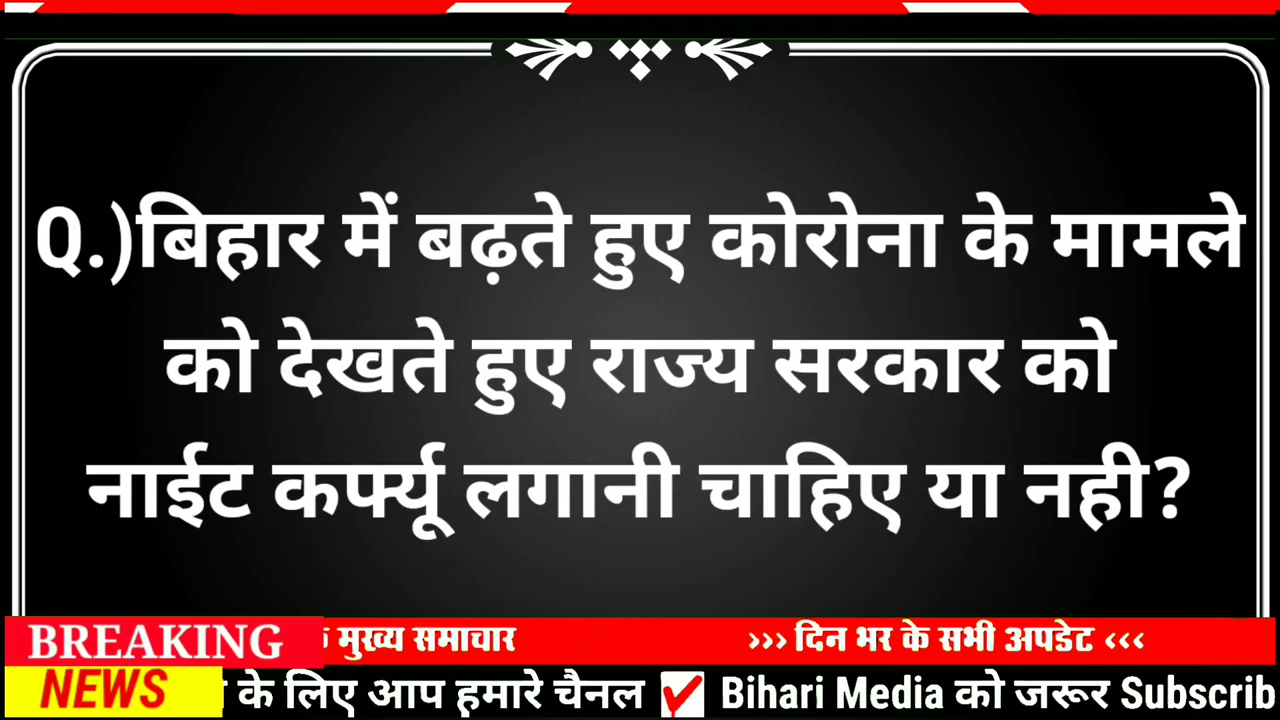 Q.)बिहार में बढ़ते हुए कोरोना के मामले
को देखते हुए राज्य सरकार को
नाईट कर्फ्यू लगानी चाहिए या नही?
BREAKING
मुख्य समाचार
››› दिन भर के सभी अपडेट ‹‹‹
NEWS
के लिए आप हमारे चैनल ✔ Bihari Media को जरूर Subscrib